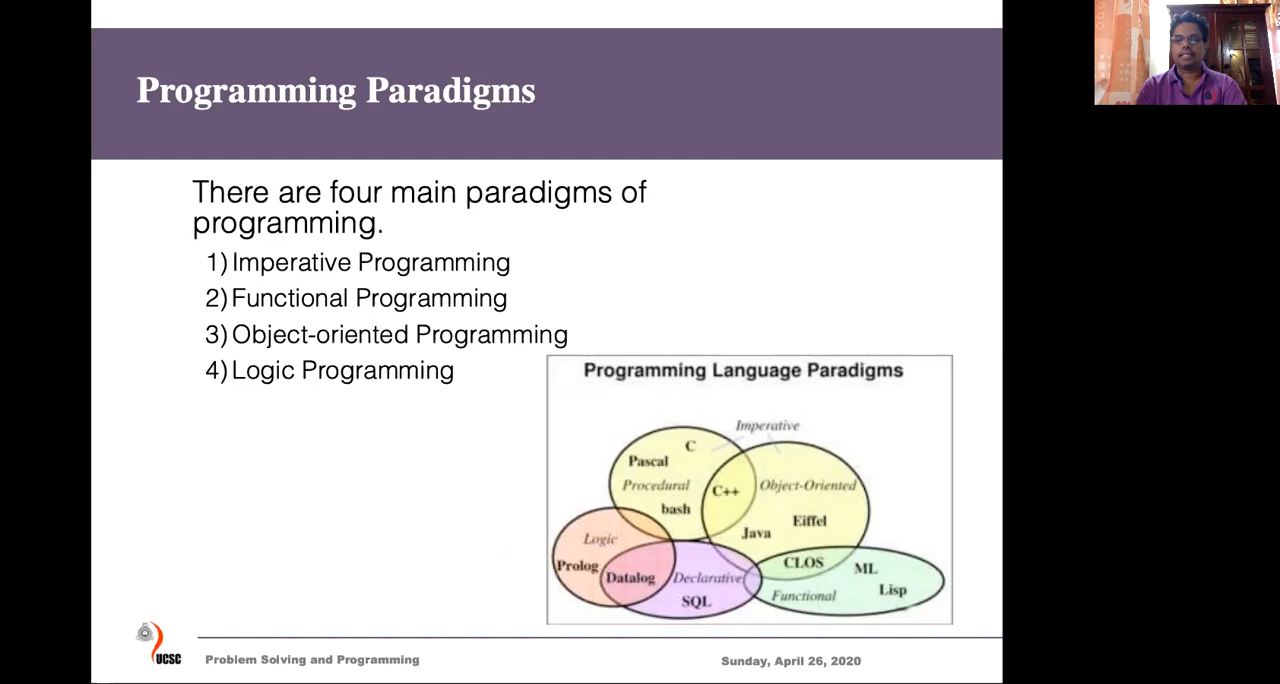 Programming Paradigms
There are four main paradigms of
programming.
1) Imperative Programming
2) Functional Programming
3) Object-oriented Programming
4) Logic Programming
Programming Language Paradigms
Imperative
C
Pascal
Procedural
C++
Object-Oriented
bash
Eiffel
Java
Logic
CLOS
Prolog
ML
Datalog
Declarative
Lisp
Functional
SQL
UCSC
Problem Solving and Programming
Sunday, April 26, 2020